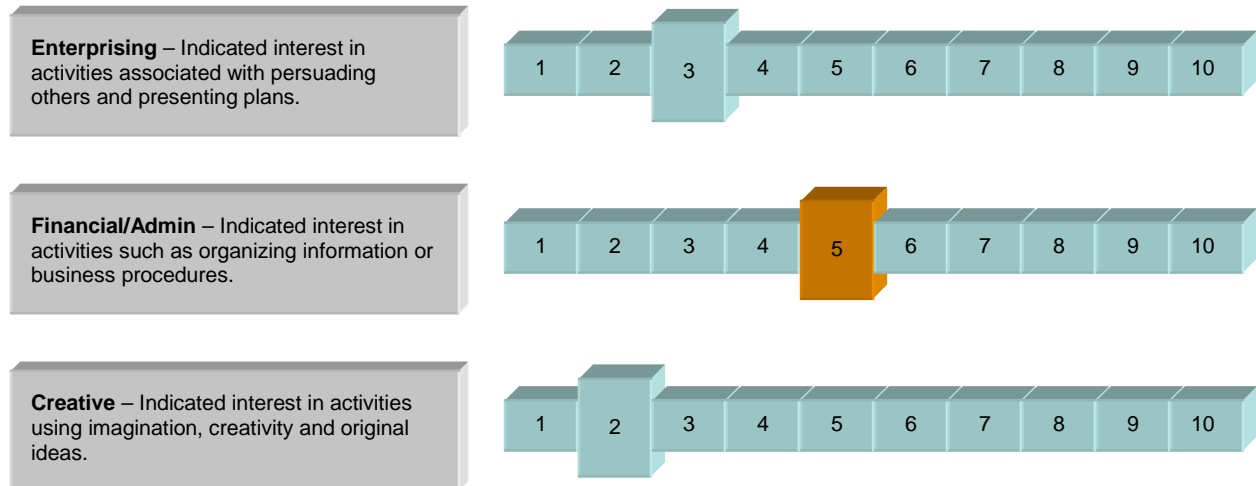 Enterprising – Indicated interest in
activities associated with persuading
others and presenting plans.
1 2 3 4 5 6 7 8 9 10
Financial/Admin – Indicated interest in
activities such as organizing information or
business procedures.
1 2 3 4 5 6 7 8 9 10
Creative – Indicated interest in activities
using imagination, creativity and original
ideas.
1 2 3 4 5 6 7 8 9 10